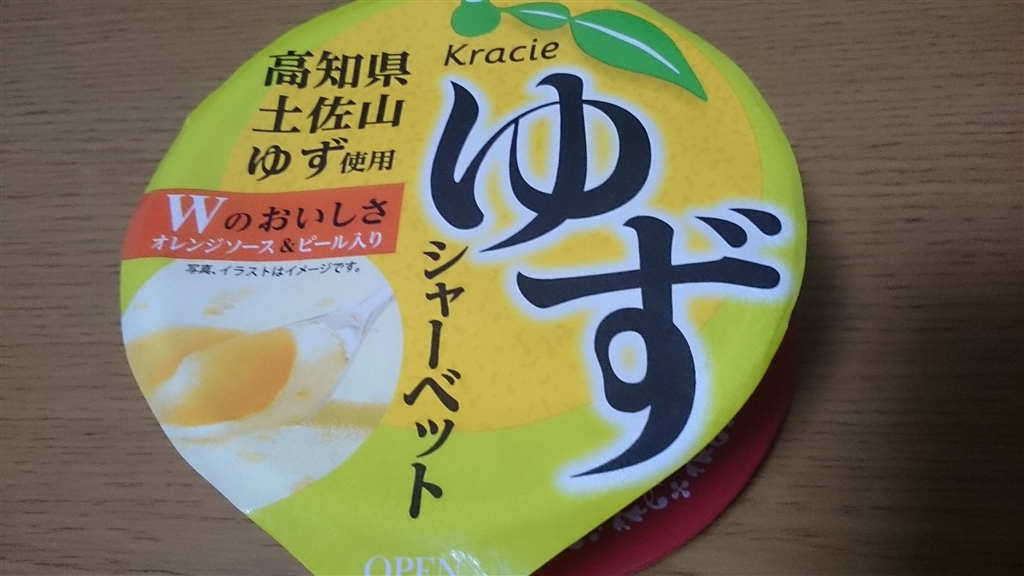 Kracie
高知県
土佐山
ゆず使用
ゆず
シャーベット
Wのおいしさ
オレンジソース&ピール入り
写真、イラストはイメージです。
OPEN